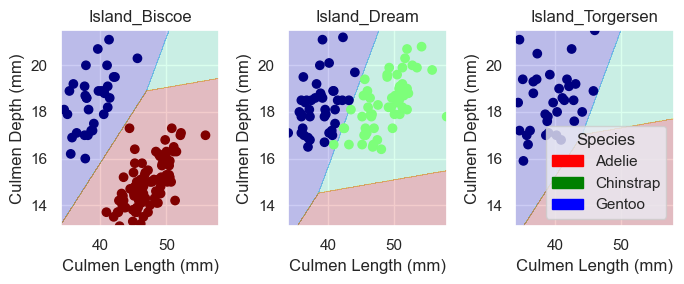 Island_Biscoe
Island_Dream
Island_Torgersen
Culmen Depth (mm)
20
18
16
14
40
50
Culmen Length (mm)
Culmen Depth (mm)
20
18
16
14
40
50
Culmen Length (mm)
Culmen Depth (mm)
20
18
16
14
40
50
Culmen Length (mm)
Species
Adelie
Chinstrap
Gentoo